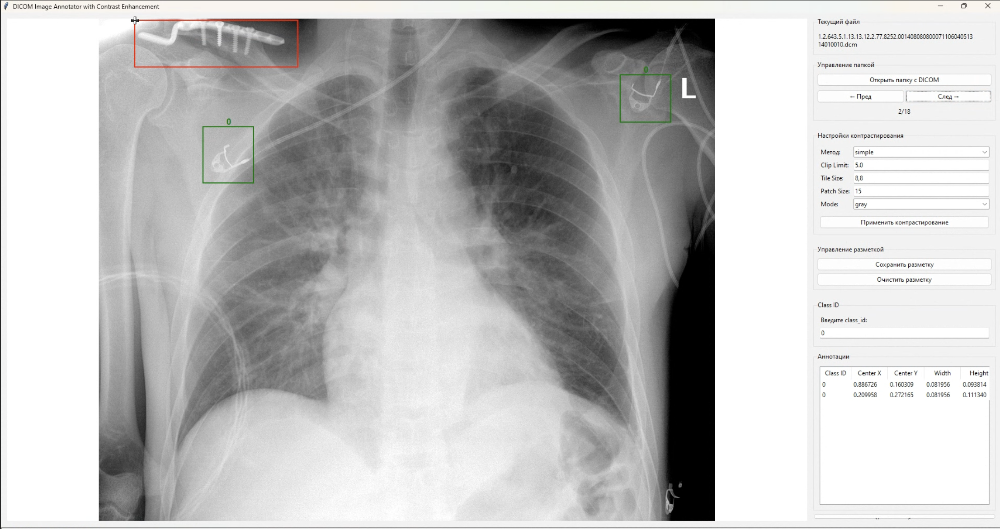 DICOM Image Annotator with Contrast Enhancement
L
0
0
Текущий файл
1.2.643.5.1.13.13.12.2.77.8252.001408080800071106040513
14010010.dcm
Управление папкой
Открыть папку с DICOM
← Пред
След →
2/18
Настройки контрастирования
Метод: simple
Clip Limit: 5.0
Tile Size: 8,8
Patch Size: 15
Mode: gray
Применить контрастирование
Управление разметкой
Сохранить разметку
Очистить разметку
Class ID
Введите class_id:
0
Аннотации
Class ID Center X Center Y Width Height
0 0.886726 0.160309 0.081956 0.093814
0 0.209958 0.272165 0.081956 0.111340